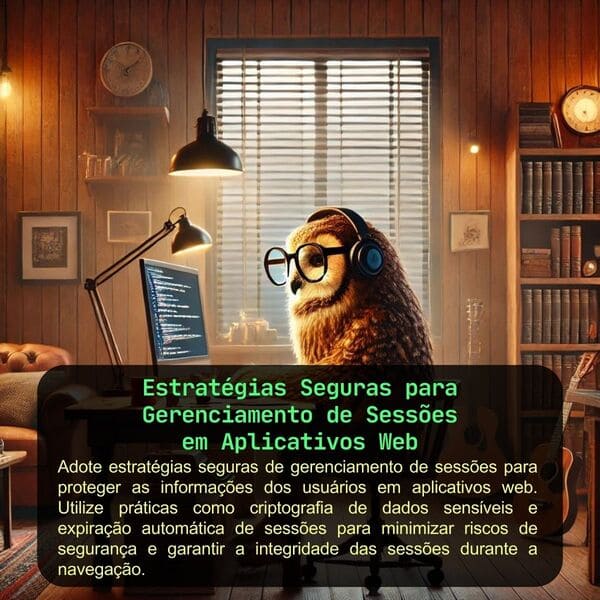 Estratégias Seguras para
Gerenciamento de Sessões
em Aplicativos Web
Adote estratégias seguras de gerenciamento de sessões para
proteger as informações dos usuários em aplicativos web.
Utilize práticas como criptografia de dados sensíveis e
expiração automática de sessões para minimizar riscos de
segurança e garantir a integridade das sessões durante a
navegação.